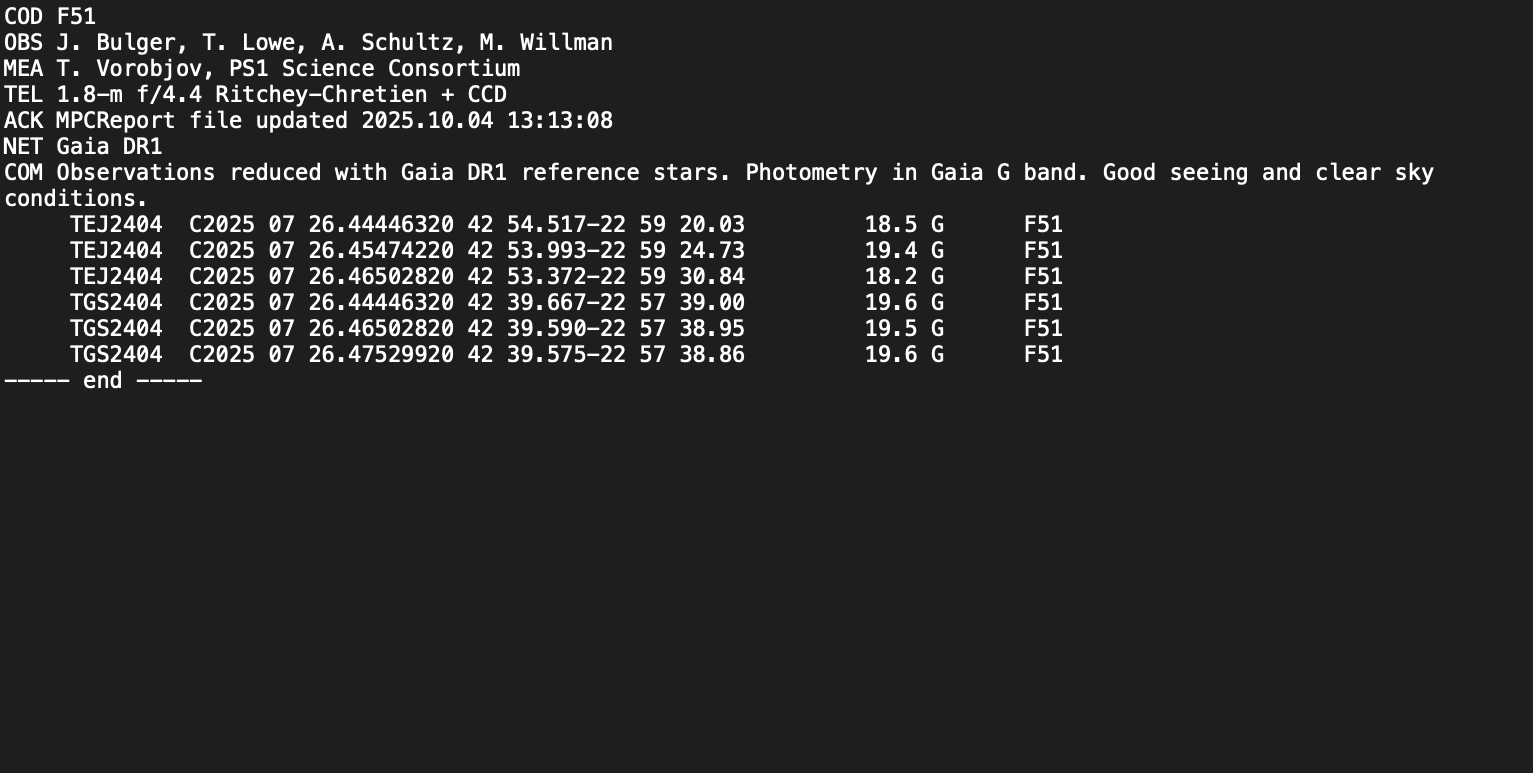 COD F51
OBS J. Bulger, T. Lowe, A. Schultz, M. Willman
MEA T. Vorobjov, PS1 Science Consortium
TEL 1.8-m f/4.4 Ritchey-Chretien + CCD
ACK MPCReport file updated 2025.10.04 13:13:08
NET Gaia DR1
COM Observations reduced with Gaia DR1 reference stars. Photometry in Gaia G band. Good seeing and clear sky
conditions.
     TEJ2404  C2025 07 26.44446320 42 54.517-22 59 20.03         18.5 G      F51
     TEJ2404  C2025 07 26.45474220 42 53.993-22 59 24.73         19.4 G      F51
     TEJ2404  C2025 07 26.46502820 42 53.372-22 59 30.84         18.2 G      F51
     TGS2404  C2025 07 26.44446320 42 39.667-22 57 39.00         19.6 G      F51
     TGS2404  C2025 07 26.46502820 42 39.590-22 57 38.95         19.5 G      F51
     TGS2404  C2025 07 26.47529920 42 39.575-22 57 38.86         19.6 G      F51
----- end -----